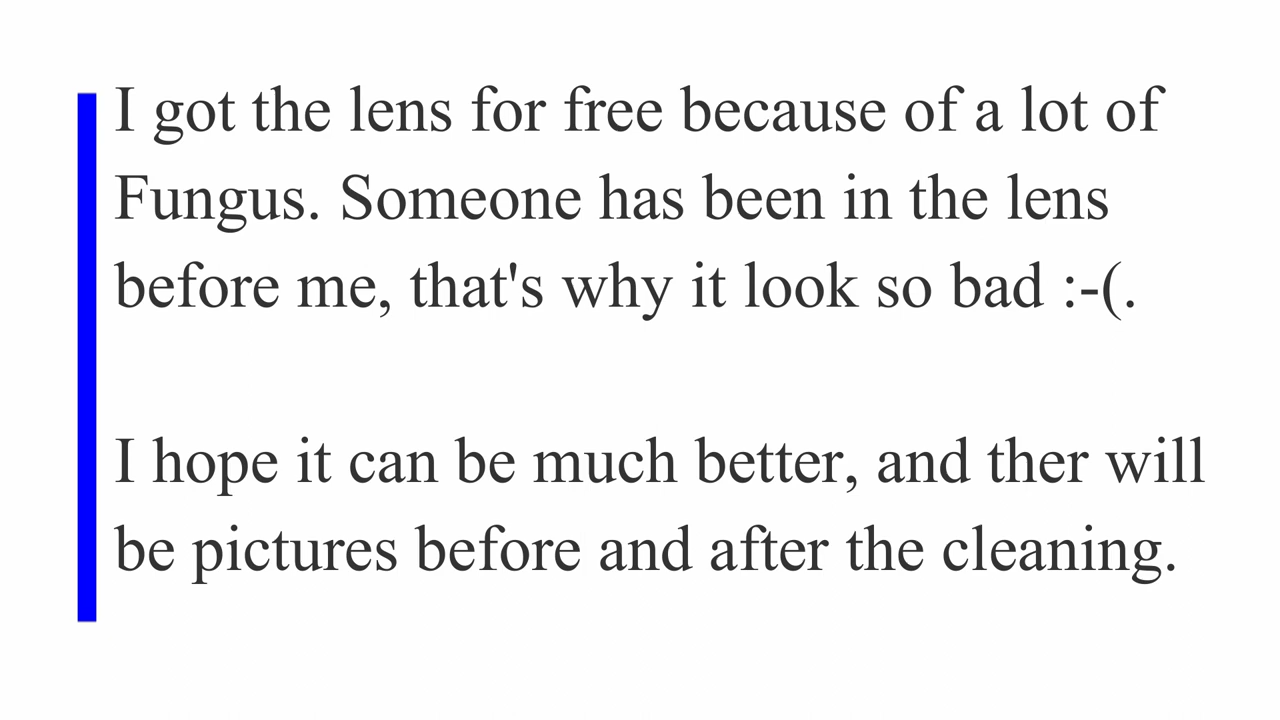 I got the lens for free because of a lot of
Fungus. Someone has been in the lens
before me, that's why it look so bad :-(.
I hope it can be much better, and ther will
be pictures before and after the cleaning.